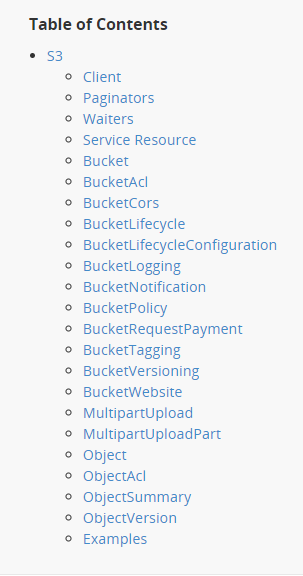 Table of Contents
S3
Client
Paginators
Waiters
Service Resource
Bucket
BucketAcl
BucketCors
BucketLifecycle
BucketLifecycleConfiguration
BucketLogging
BucketNotification
BucketPolicy
BucketRequestPayment
BucketTagging
BucketVersioning
BucketWebsite
MultipartUpload
MultipartUploadPart
Object
ObjectAcl
ObjectSummary
ObjectVersion
Examples